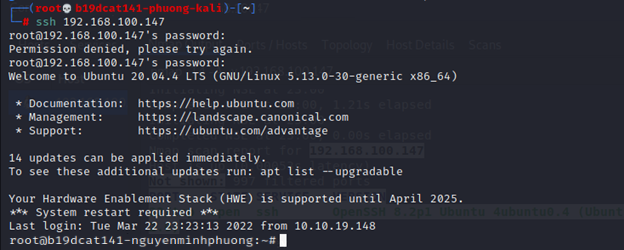 ┌──(root💀b19dcat141-phuong-kali)-[~]
└─# ssh 192.168.100.147
root@192.168.100.147's password:
Permission denied, please try again.
root@192.168.100.147's password:
Welcome to Ubuntu 20.04.4 LTS (GNU/Linux 5.13.0-30-generic x86_64)
* Documentation: https://help.ubuntu.com
* Management: https://landscape.canonical.com
* Support: https://ubuntu.com/advantage
14 updates can be applied immediately.
To see these additional updates run: apt list --upgradable
Your Hardware Enablement Stack (HWE) is supported until April 2025.
*** System restart required ***
Last login: Tue Mar 22 23:23:13 2022 from 10.10.19.148
root@b19dcat141-nguyenminhphuong:~#